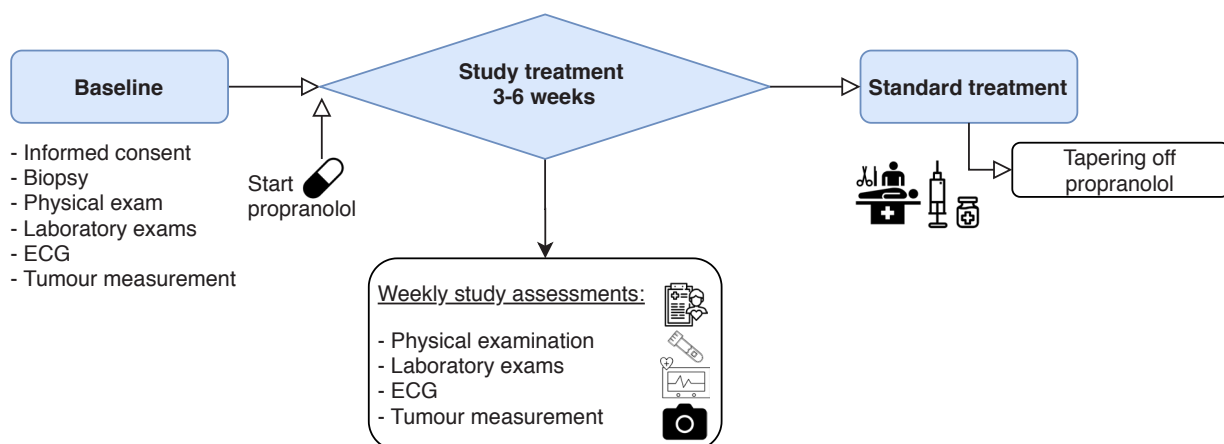 Baseline
- Informed consent
- Biopsy
- Physical exam
- Laboratory exams
- ECG
- Tumour measurement
Start
propranolol
Study treatment
3-6 weeks
Weekly study assessments:
- Physical examination
- Laboratory exams
- ECG
- Tumour measurement
Standard treatment
Tapering off
propranolol